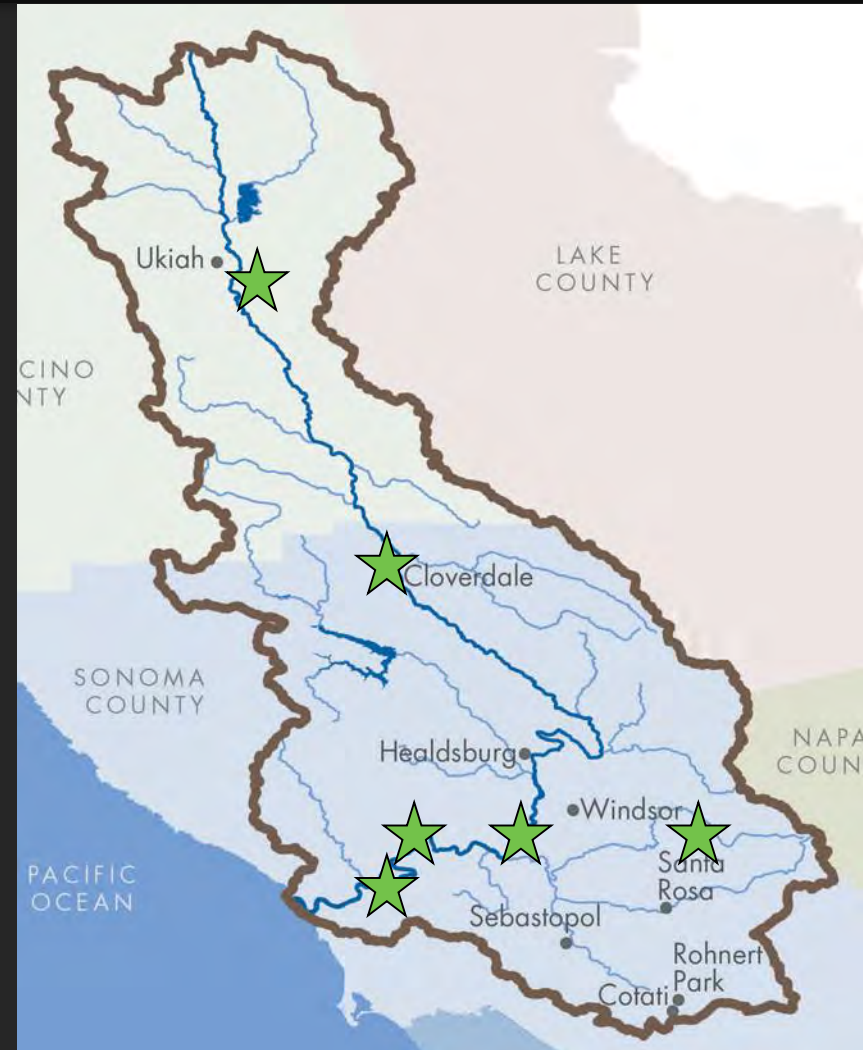 Ukiah
LAKE
COUNTY
CINO
NTY
Cloverdale
SONOMA
COUNTY
NAPA
COUN
Healdsburg
Windsor
Santa
Rosa
PACIFIC
OCEAN
Sebastopol
Rohnert
Park
Cotati